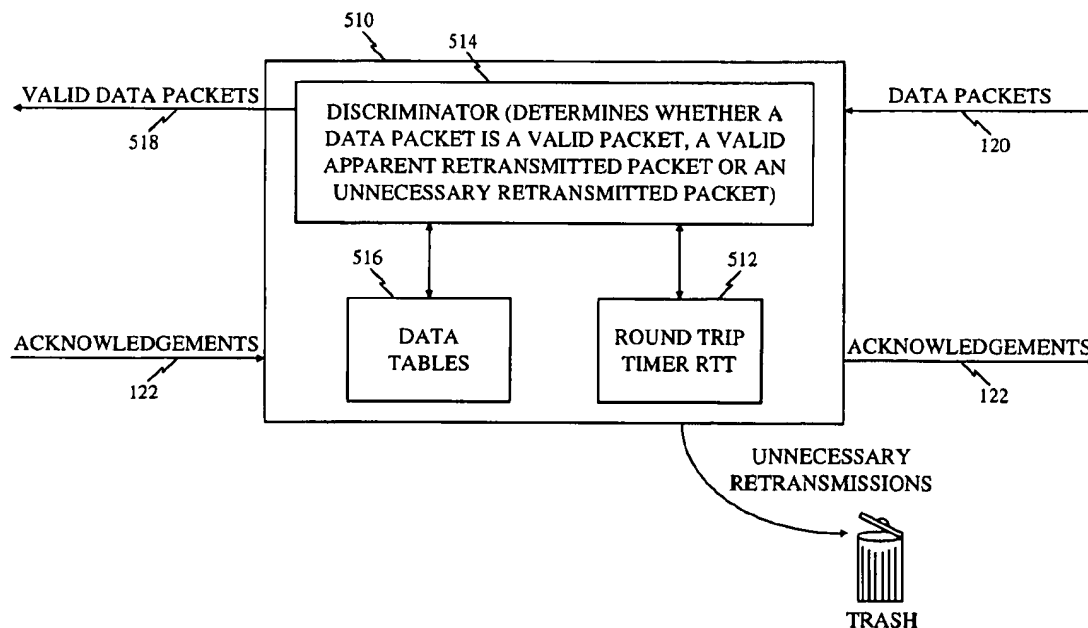 510
514
VALID DATA PACKETS
518
DISCRIMINATOR (DETERMINES WHETHER A
DATA PACKET IS A VALID PACKET, A VALID
APPARENT RETRANSMITTED PACKET OR AN
UNNECESSARY RETRANSMITTED PACKET)
DATA PACKETS
120
516
512
ACKNOWLEDGEMENTS
122
DATA
TABLES
ROUND TRIP
TIMER RTT
ACKNOWLEDGEMENTS
122
UNNECESSARY
RETRANSMISSIONS
TRASH